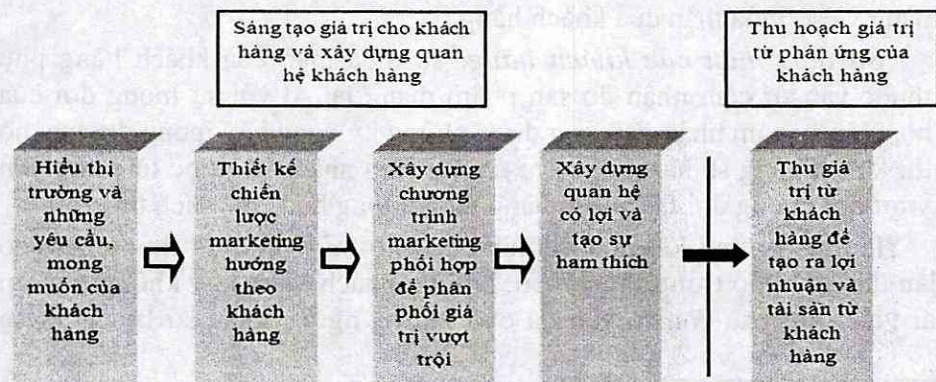 Sáng tạo giá trị cho khách
hàng và xây dựng quan
hệ khách hàng
Thu hoạch giá trị
từ phản ứng của
khách hàng
Hiểu thị
trường và
những
yêu cầu,
mong
muốn của
khách
hàng
Thiết kế
chiến
lược
marketing
hướng
theo
khách
hàng
Xây dựng
chương
trình
marketing
phối hợp
để phân
phối giá
trị vượt
trội
Xây dựng
quan hệ
có lợi và
tạo sự
ham thích
Thu giá
trị từ
khách
hàng để
tạo ra lợi
nhuận và
tài sản từ
khách
hàng